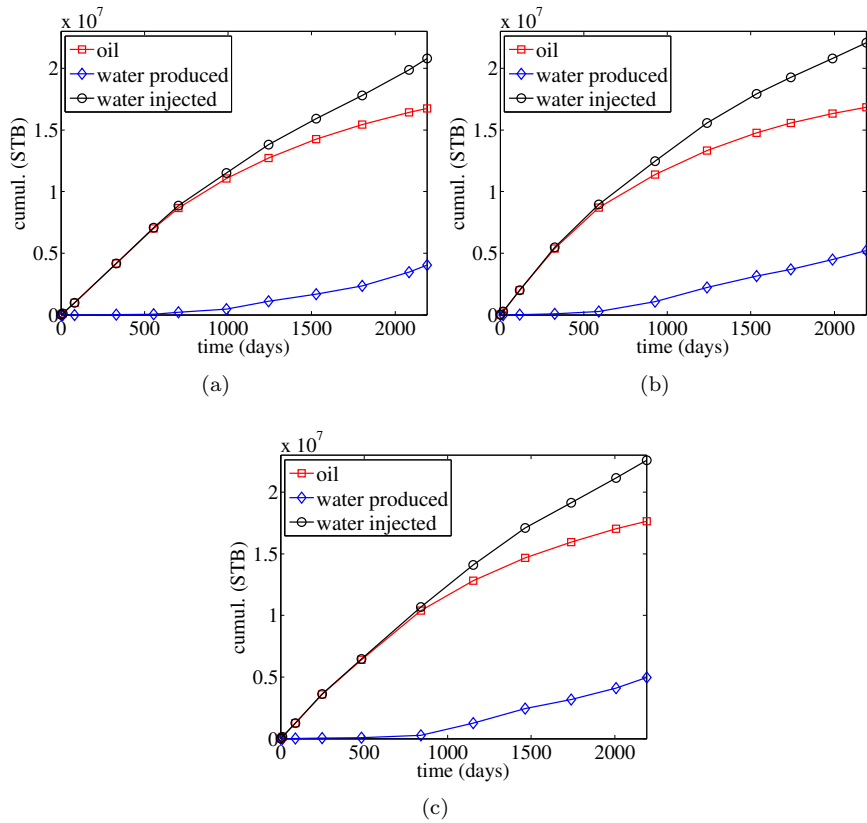 x 10^7
oil
water produced
water injected
2
1.5
1
0.5
0
cumul. (STB)
0 500 1000 1500 2000
time (days)
(a)
x 10^7
oil
water produced
water injected
2
1.5
1
0.5
0
cumul. (STB)
0 500 1000 1500 2000
time (days)
(b)
x 10^7
oil
water produced
water injected
2
1.5
1
0.5
0
cumul. (STB)
0 500 1000 1500 2000
time (days)
(c)